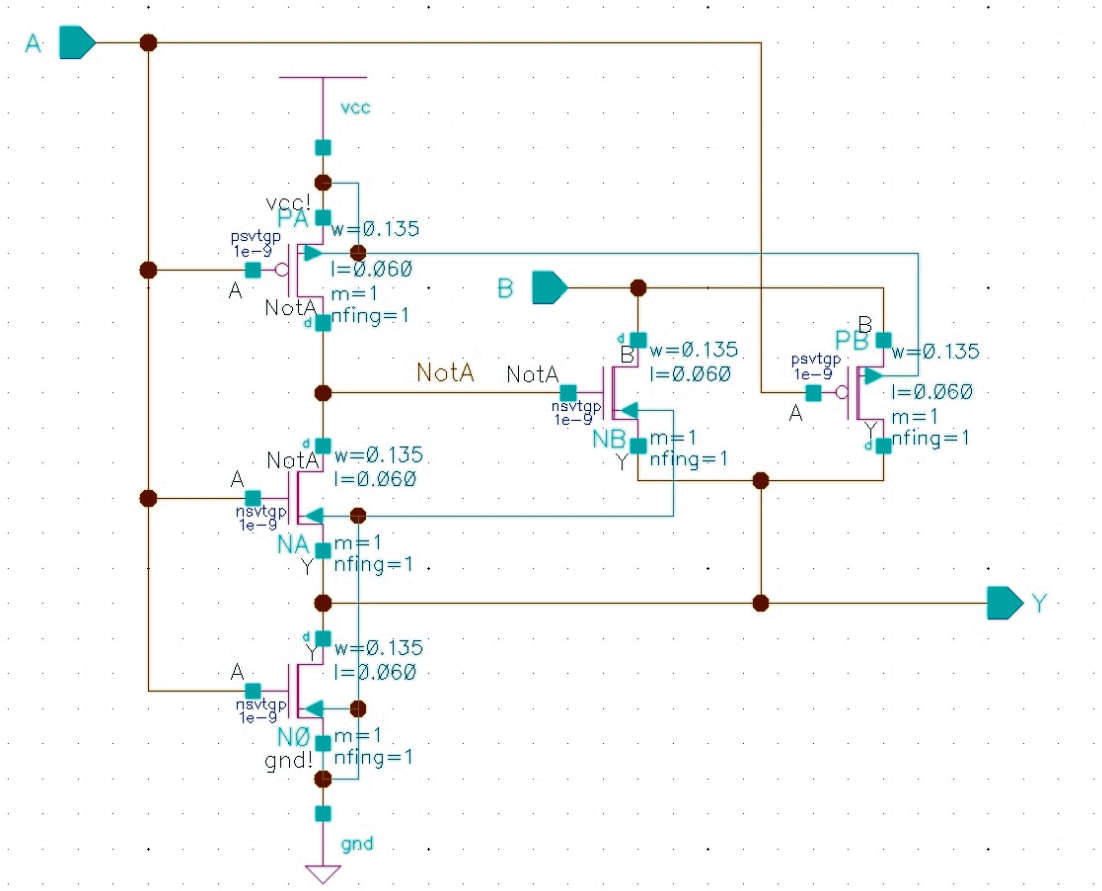 A
vcc
vcc!
PA
w=0.135
psvtgp
1e-9
l=0.060
A
m=1
NotA
nfing=1
d
B
d
B
w=0.135
l=0.060
NotA
NotA
nsvtgp
1e-9
NB
m=1
Y
nfing=1
B
PB
w=0.135
psvtgp
1e-9
l=0.060
A
m=1
Y
nfing=1
d
d
NotA
w=0.135
l=0.060
A
nsvtgp
1e-9
NA
m=1
Y
nfing=1
Y
d
Y
w=0.135
l=0.060
A
nsvtgp
1e-9
N0
m=1
gnd!
nfing=1
gnd